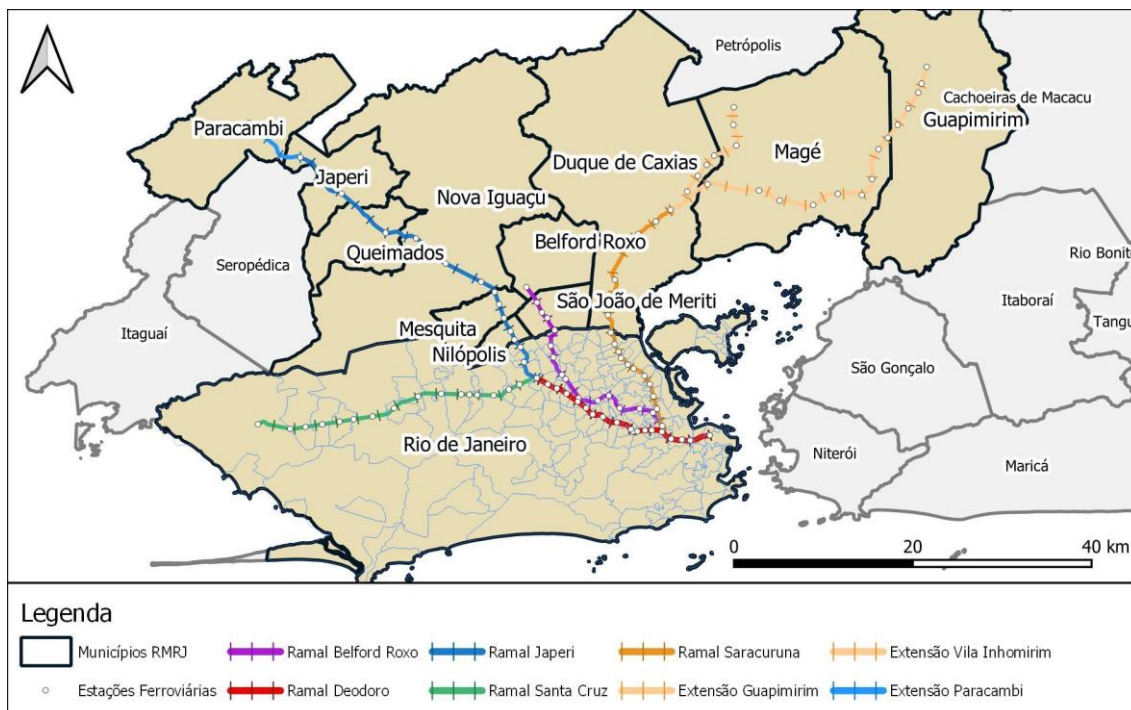 Petrópolis
Cachoeiras de Macacu
Guapimirim
Paracambi
Duque de Caxias
Magé
Japeri
Nova Iguaçu
Belford Roxo
Queimados
Seropédica
Rio Bonit
Itaboraí
São João de Meriti
Itaguaí
Mesquita
Tangu
Nilópolis
São Gonçalo
Rio de Janeiro
Niterói
Maricá
0 20 40 km
Legenda
Municípios RMRJ Ramal Belford Roxo Ramal Japeri Ramal Saracuruna Extensão Vila Inhomirim
Estações Ferroviárias Ramal Deodoro Ramal Santa Cruz Extensão Guapimirim Extensão Paracambi